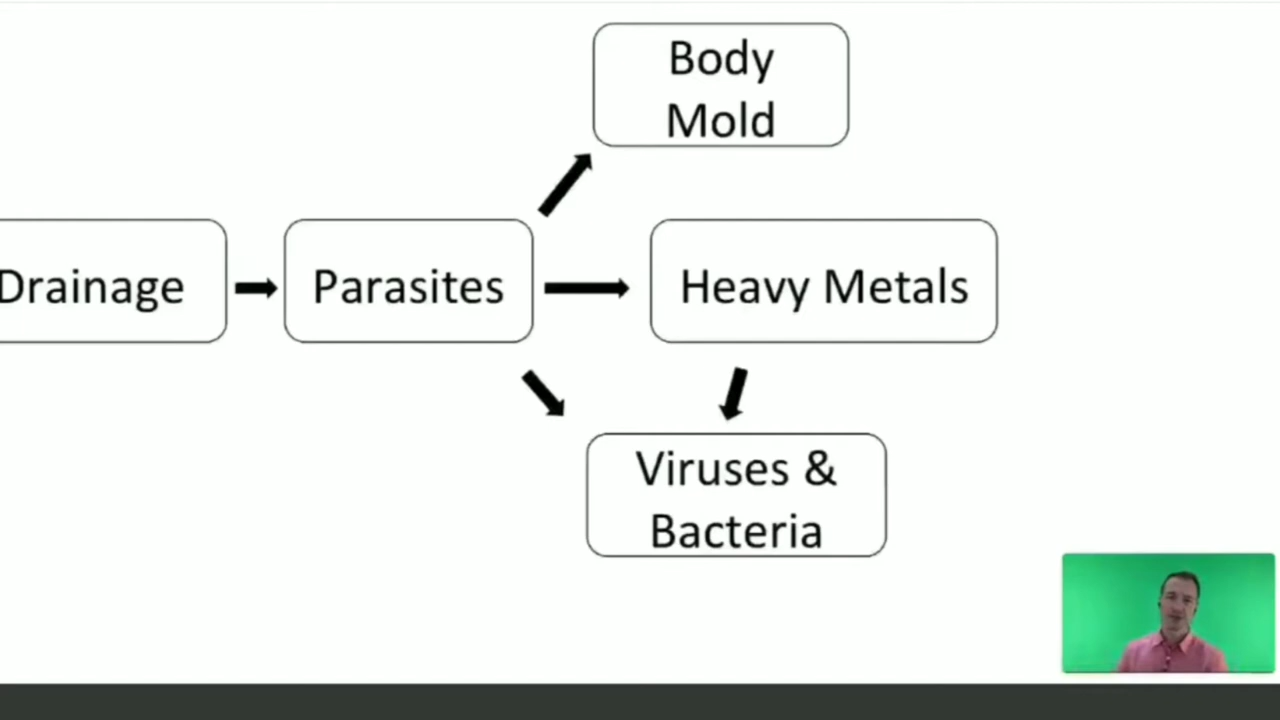 Body
Mold
Drainage
Parasites
Heavy Metals
Viruses &
Bacteria